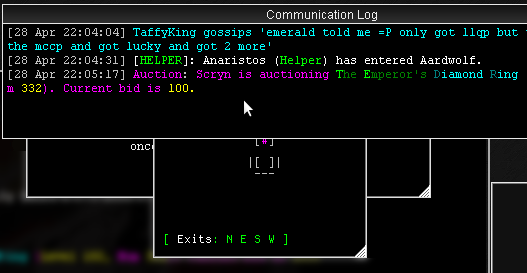 Communication Log
[28 Apr 22:04:04] TaffyKing gossips 'emerald told me =P only got llqp but
the mccp and got lucky and got 2 more'
[28 Apr 22:04:31] [HELPER]: Anaristos (Helper) has entered Aardwolf.
[28 Apr 22:05:17] Auction: Scryn is auctioning The Emperor's Diamond Ring
m 332). Current bid is 100.
once
[#]
|[ ]|
---
[ Exits: N E S W ]